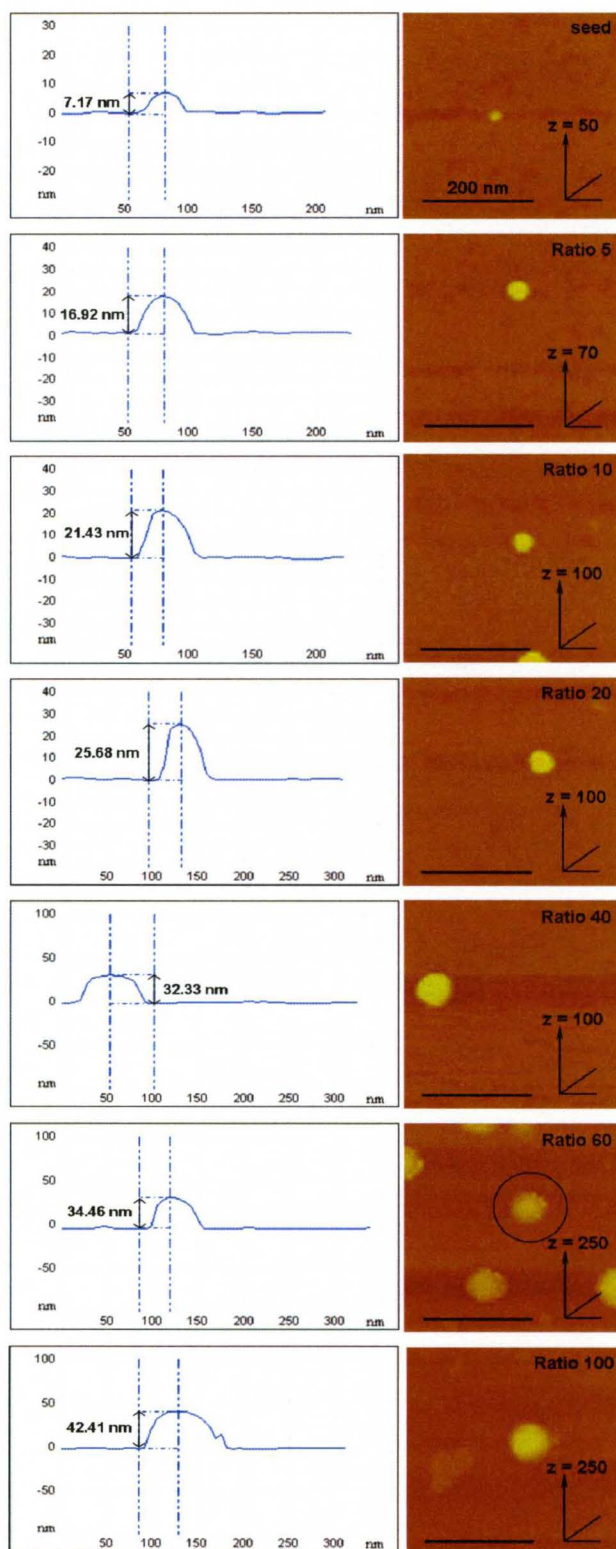 30
20
10
0
-10
-20
nm
7.17 nm
50 100 150 200 nm
seed
z = 50
200 nm
40
30
20
10
0
-10
-20
-30
nm
16.92 nm
50 100 150 200 nm
Ratio 5
z = 70
40
30
20
10
0
-10
-20
-30
nm
21.43 nm
50 100 150 200 nm
Ratio 10
z = 100
40
30
20
10
0
-10
-20
-30
nm
25.68 nm
50 100 150 200 250 300 nm
Ratio 20
z = 100
100
50
0
-50
nm
32.33 nm
50 100 150 200 250 300 nm
Ratio 40
z = 100
100
50
0
-50
nm
34.46 nm
50 100 150 200 250 300 nm
Ratio 60
z = 250
100
50
0
-50
nm
42.41 nm
50 100 150 200 250 300 nm
Ratio 100
z = 250